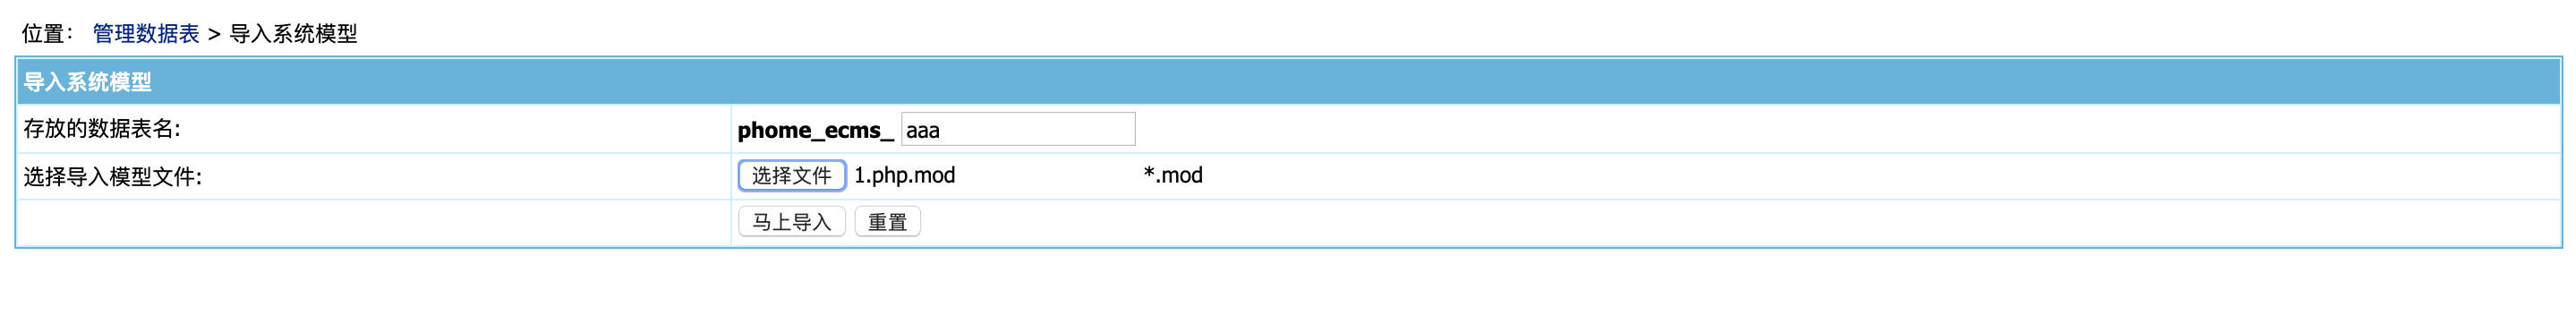 位置： 管理数据表 > 导入系统模型
导入系统模型
存放的数据表名: phome_ecms_ aaa
选择导入模型文件: 选择文件 1.php.mod *.mod
马上导入 重置